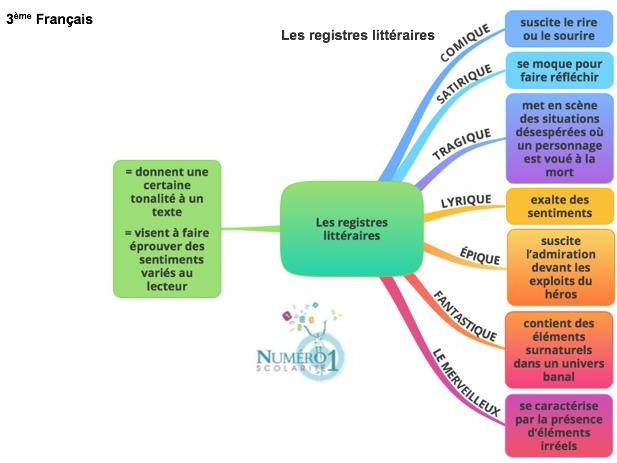 3ème Français
Les registres littéraires
COMIQUE
suscite le rire
ou le sourire
SATIRIQUE
se moque pour
faire réfléchir
TRAGIQUE
met en scène
des situations
désespérées où
un personnage
est voué à la
mort
= donnent une
certaine
tonalité à un
texte
= visent à faire
éprouver des
sentiments
variés au
lecteur
Les registres
littéraires
LYRIQUE
exalte des
sentiments
ÉPIQUE
suscite
l'admiration
devant les
exploits du
héros
FANTASTIQUE
contient des
éléments
surnaturels
dans un univers
banal
LE MERVEILLEUX
se caractérise
par la présence
d'éléments
irréels
NUMÉRO1
SCOLARITÉ